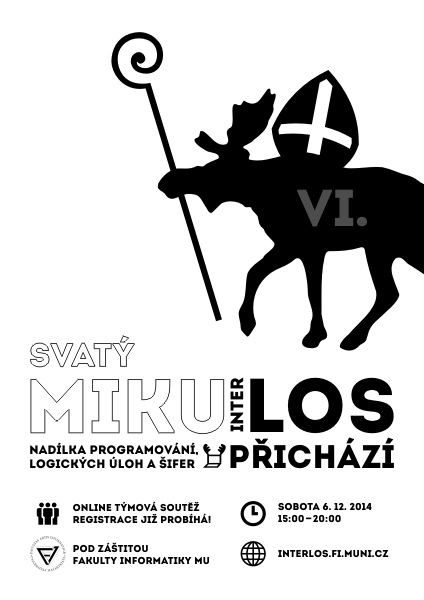 VI.
SVATÝ
MIKU INTER LOS
NADÍLKA PROGRAMOVÁNÍ,
LOGICKÝCH ÚLOH A ŠIFER
PŘICHÁZÍ
ONLINE TÝMOVÁ SOUTĚŽ
REGISTRACE JIŽ PROBÍHÁ!
SOBOTA 6. 12. 2014
15:00–20:00
POD ZÁŠTITOU
FAKULTY INFORMATIKY MU
INTERLOS.FI.MUNI.CZ